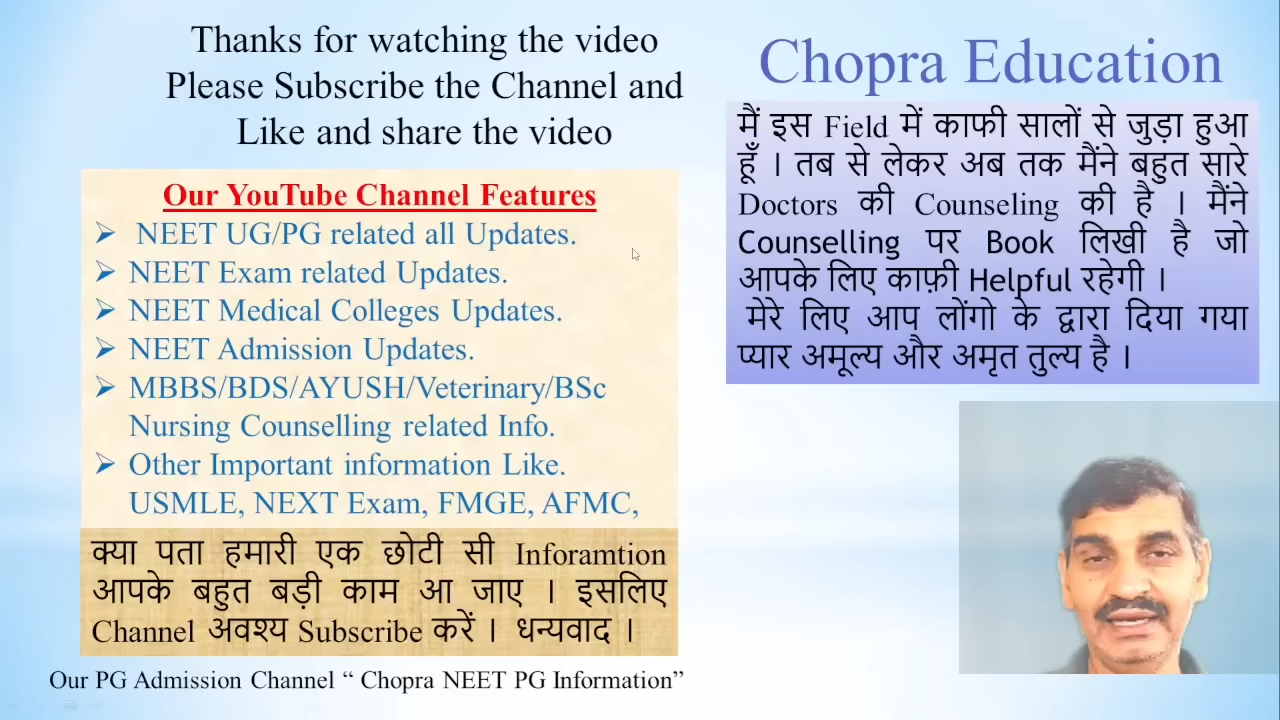 Thanks for watching the video
Please Subscribe the Channel and
Like and share the video
Our YouTube Channel Features
➢ NEET UG/PG related all Updates.
➢ NEET Exam related Updates.
➢ NEET Medical Colleges Updates.
➢ NEET Admission Updates.
➢ MBBS/BDS/AYUSH/Veterinary/BSc
Nursing Counselling related Info.
➢ Other Important information Like.
USMLE, NEXT Exam, FMGE, AFMC,
क्या पता हमारी एक छोटी सी Inforamtion
आपके बहुत बड़ी काम आ जाए । इसलिए
Channel अवश्य Subscribe करें । धन्यवाद ।
Our PG Admission Channel “ Chopra NEET PG Information”
Chopra Education
मैं इस Field में काफी सालों से जुड़ा हुआ
हूँ । तब से लेकर अब तक मैंने बहुत सारे
Doctors की Counseling की है । मैंने
Counselling पर Book लिखी है जो
आपके लिए काफ़ी Helpful रहेगी ।
मेरे लिए आप लोंगो के द्वारा दिया गया
प्यार अमूल्य और अमृत तुल्य है ।